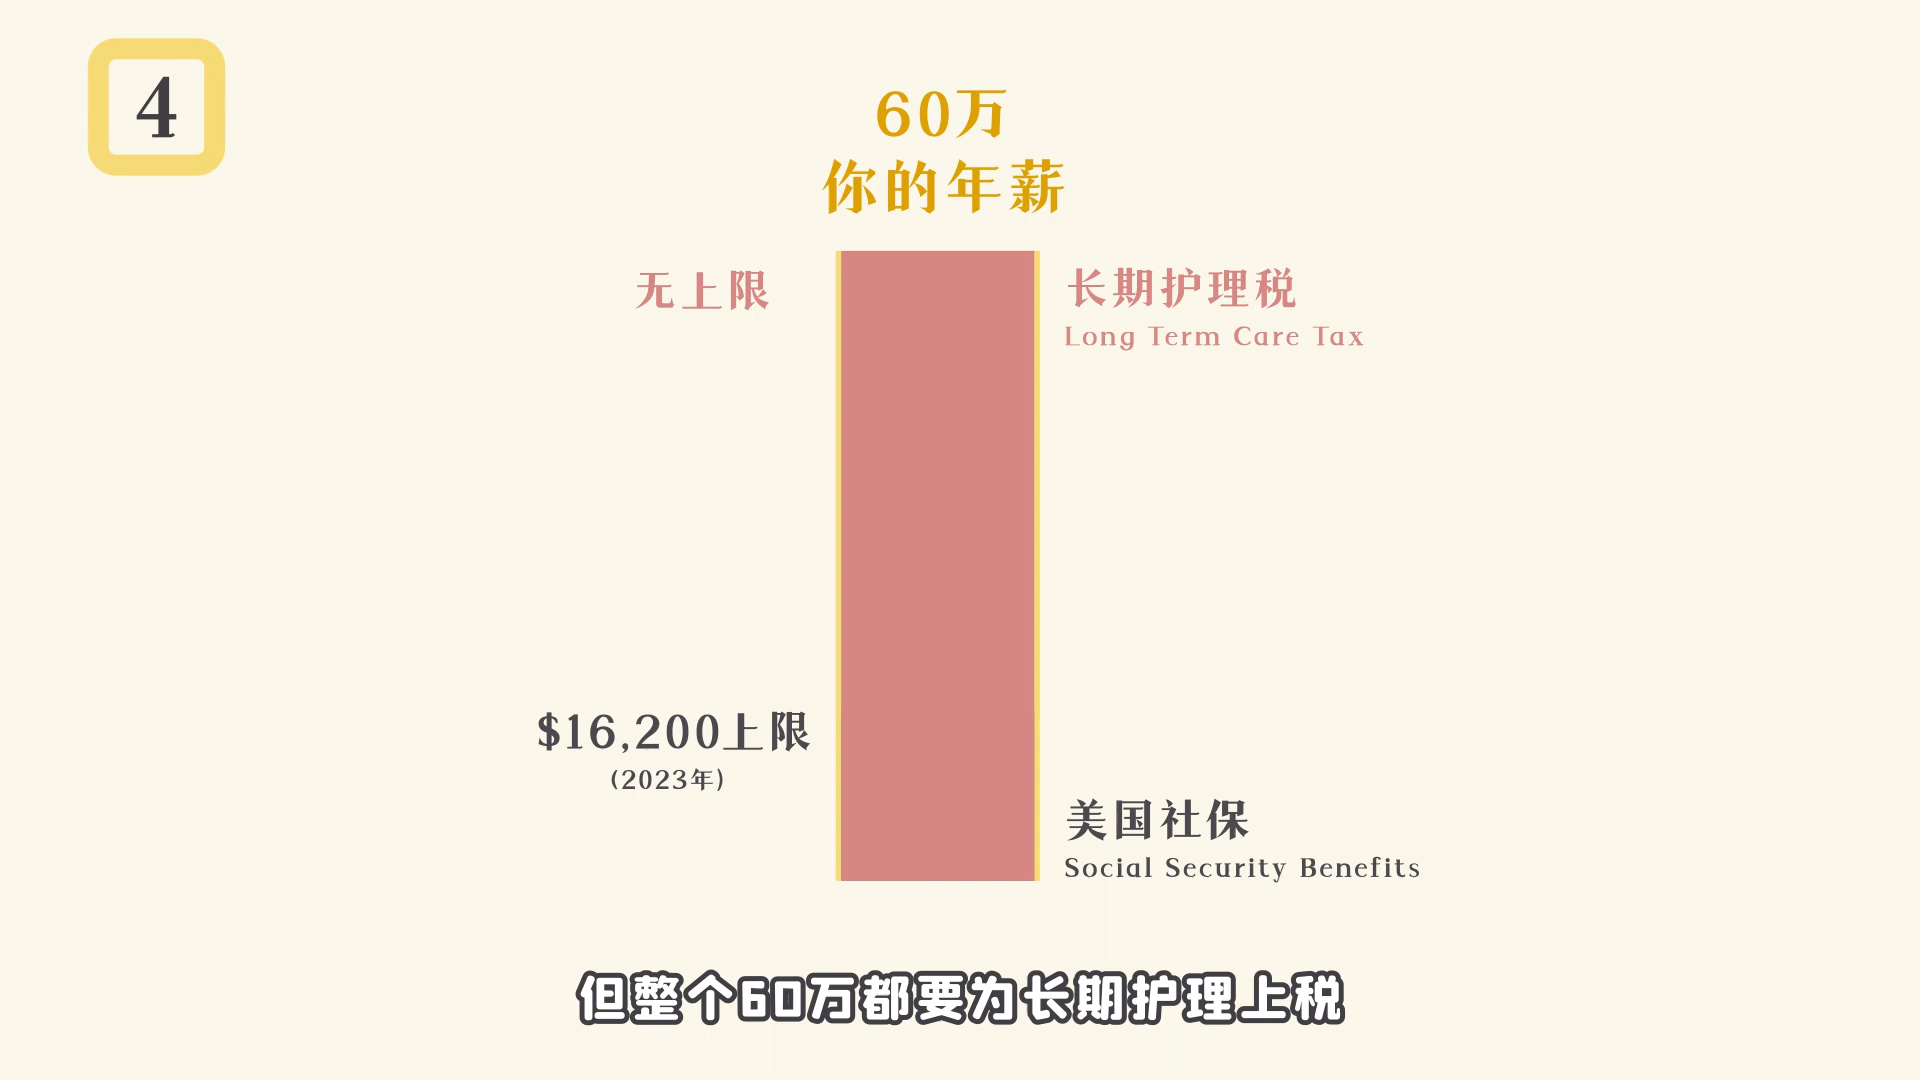 4
60万
你的年薪
无上限
长期护理税
Long Term Care Tax
$16,200上限
(2023年)
美国社保
Social Security Benefits
但整个60万都要为长期护理上税